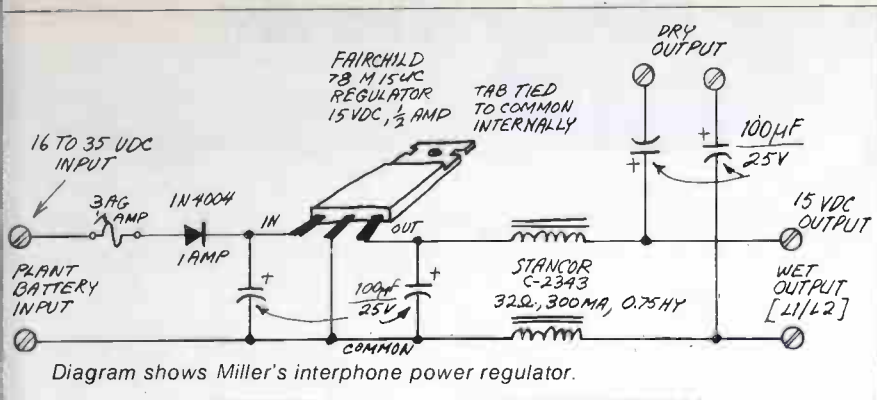 DRY
OUTPUT
FAIRCHILD
78 M 15UC
REGULATOR
15 VDC, 1/2 AMP
TAB TIED
TO COMMON
INTERNALLY
16 TO 35 VDC
INPUT
+
+
100µF
25V
3AG
AMP
1N4004
IN
OUT
15 VDC
OUTPUT
1 AMP
PLANT
BATTERY
INPUT
+
100µF
25V
+
STANCOR
C-2343
32Ω, 300MA, 0.75HY
WET
OUTPUT
[L1/L2]
COMMON
Diagram shows Miller's interphone power regulator.